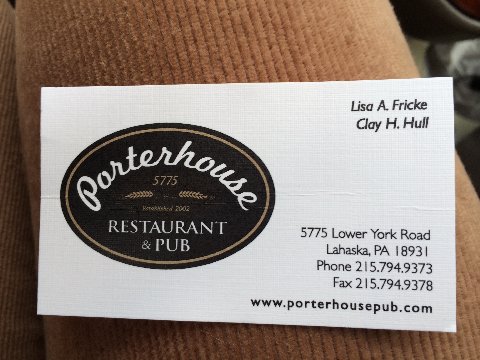 Lisa A. Fricke
Clay H. Hull
Porterhouse
5775
Established 2002
RESTAURANT
& PUB
5775 Lower York Road
Lahaska, PA 18931
Phone 215.794.9373
Fax 215.794.9378
www.porterhousepub.com